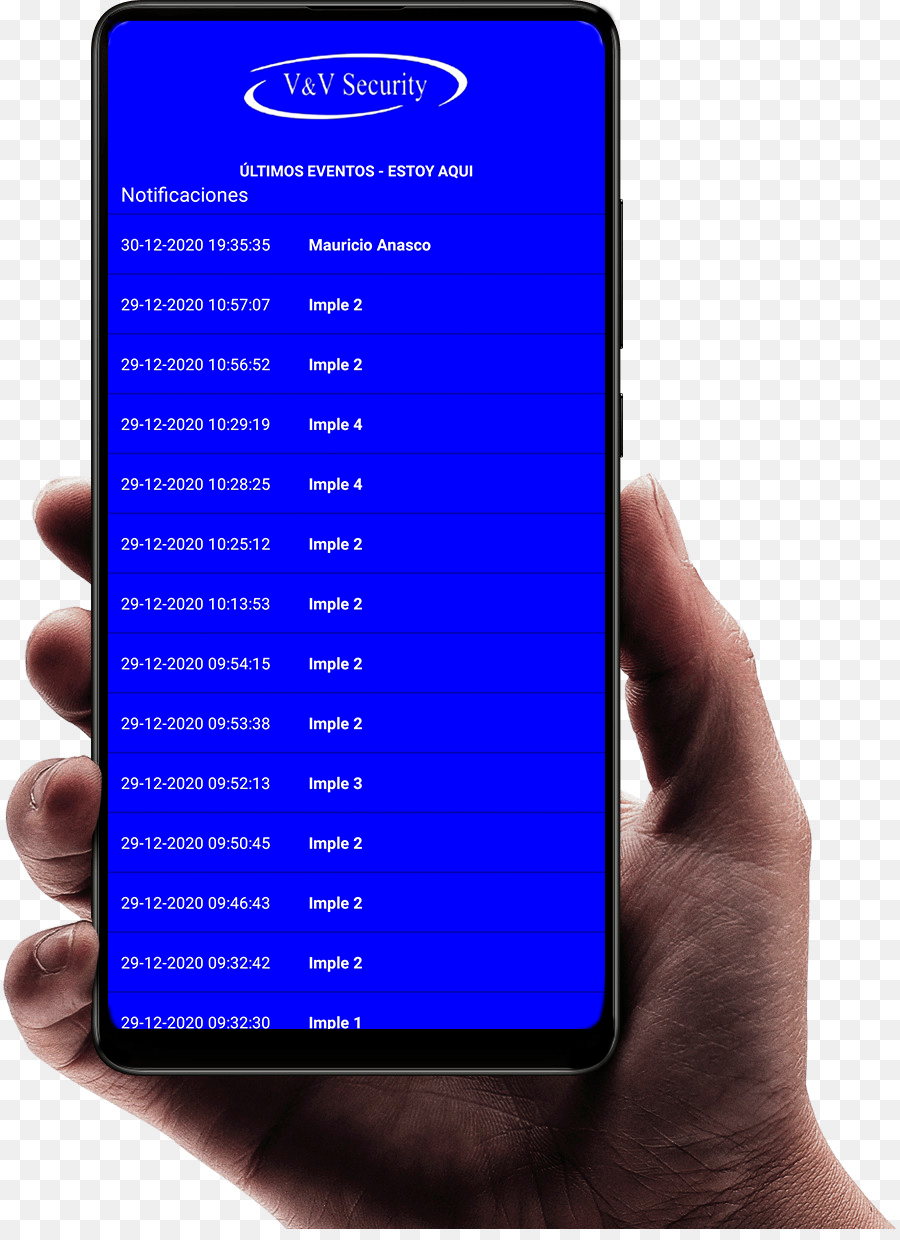 V&V Security
ÚLTIMOS EVENTOS - ESTOY AQUI
Notificaciones
30-12-2020 19:35:35 Mauricio Anasco
29-12-2020 10:57:07 Imple 2
29-12-2020 10:56:52 Imple 2
29-12-2020 10:29:19 Imple 4
29-12-2020 10:28:25 Imple 4
29-12-2020 10:25:12 Imple 2
29-12-2020 10:13:53 Imple 2
29-12-2020 09:54:15 Imple 2
29-12-2020 09:53:38 Imple 2
29-12-2020 09:52:13 Imple 3
29-12-2020 09:50:45 Imple 2
29-12-2020 09:46:43 Imple 2
29-12-2020 09:32:42 Imple 2
29-12-2020 09:32:30 Imple 1